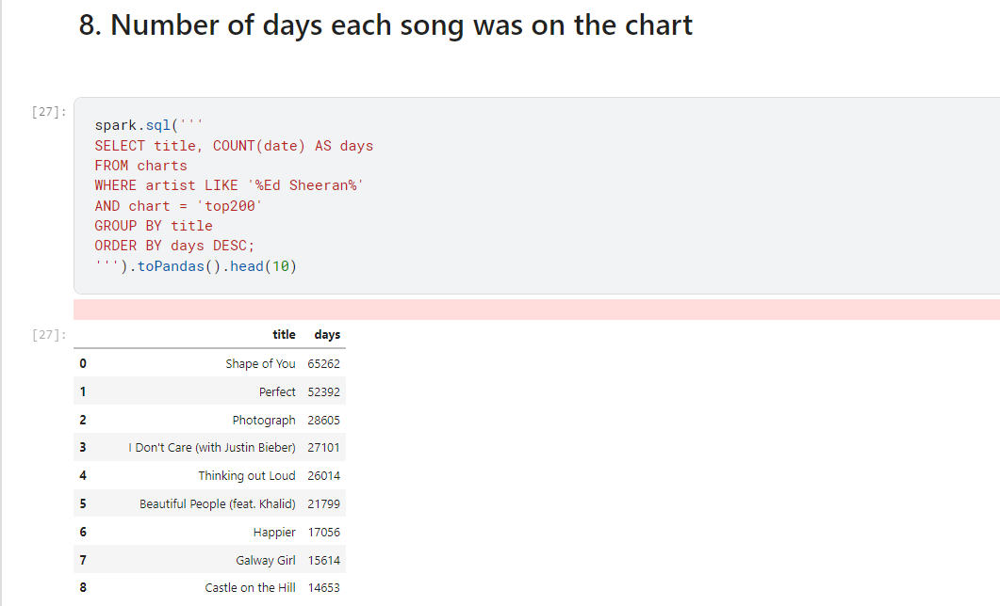 8. Number of days each song was on the chart
[27]:
spark.sql('''
SELECT title, COUNT(date) AS days
FROM charts
WHERE artist LIKE '%Ed Sheeran%'
AND chart = 'top200'
GROUP BY title
ORDER BY days DESC;
''').toPandas().head(10)
[27]:
title days
0 Shape of You 65262
1 Perfect 52392
2 Photograph 28605
3 I Don't Care (with Justin Bieber) 27101
4 Thinking out Loud 26014
5 Beautiful People (feat. Khalid) 21799
6 Happier 17056
7 Galway Girl 15614
8 Castle on the Hill 14653